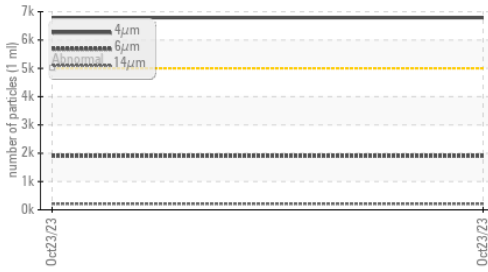 7k
6k
5k
4k
3k
2k
1k
0k
number of particles (1 ml)
4µm
6µm
Abnormal
14µm
Oct23/23
Oct23/23